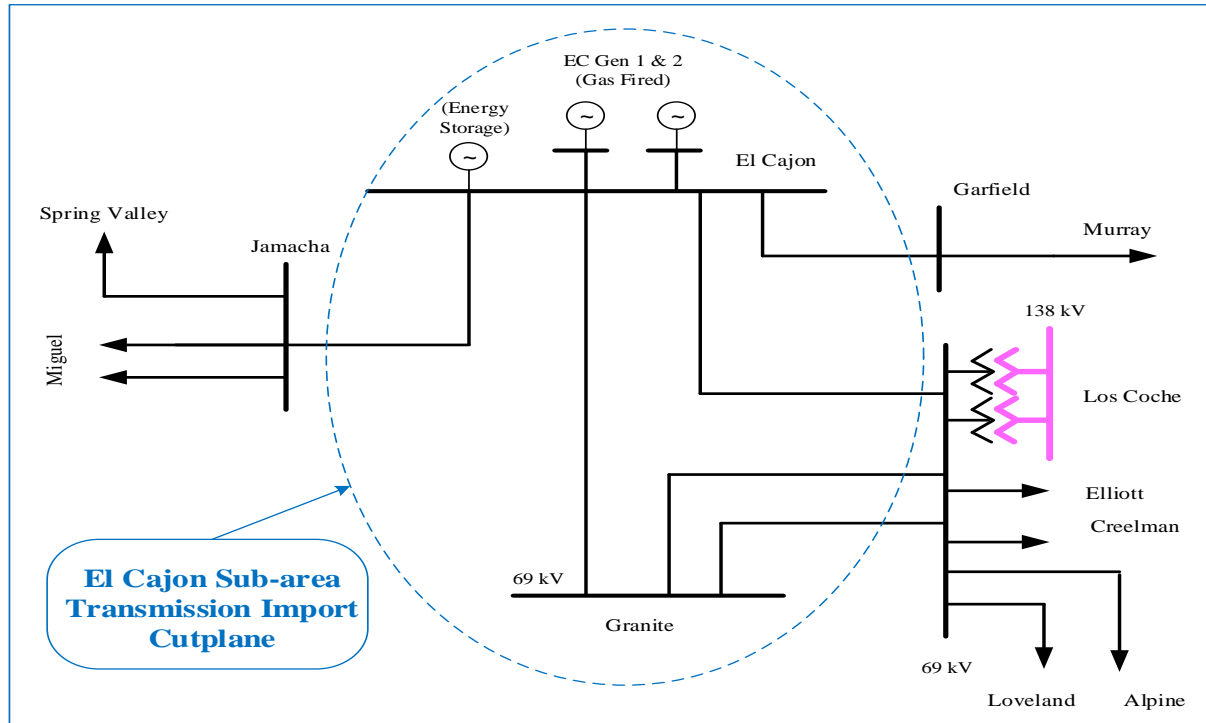 EC Gen 1 & 2
(Gas Fired)
(Energy
Storage)
~
~
~
El Cajon
Garfield
Spring Valley
Murray
Jamacha
138 kV
Miguel
Los Coche
Elliott
Creelman
El Cajon Sub-area
Transmission Import
Cutplane
69 kV
Granite
69 kV
Loveland
Alpine